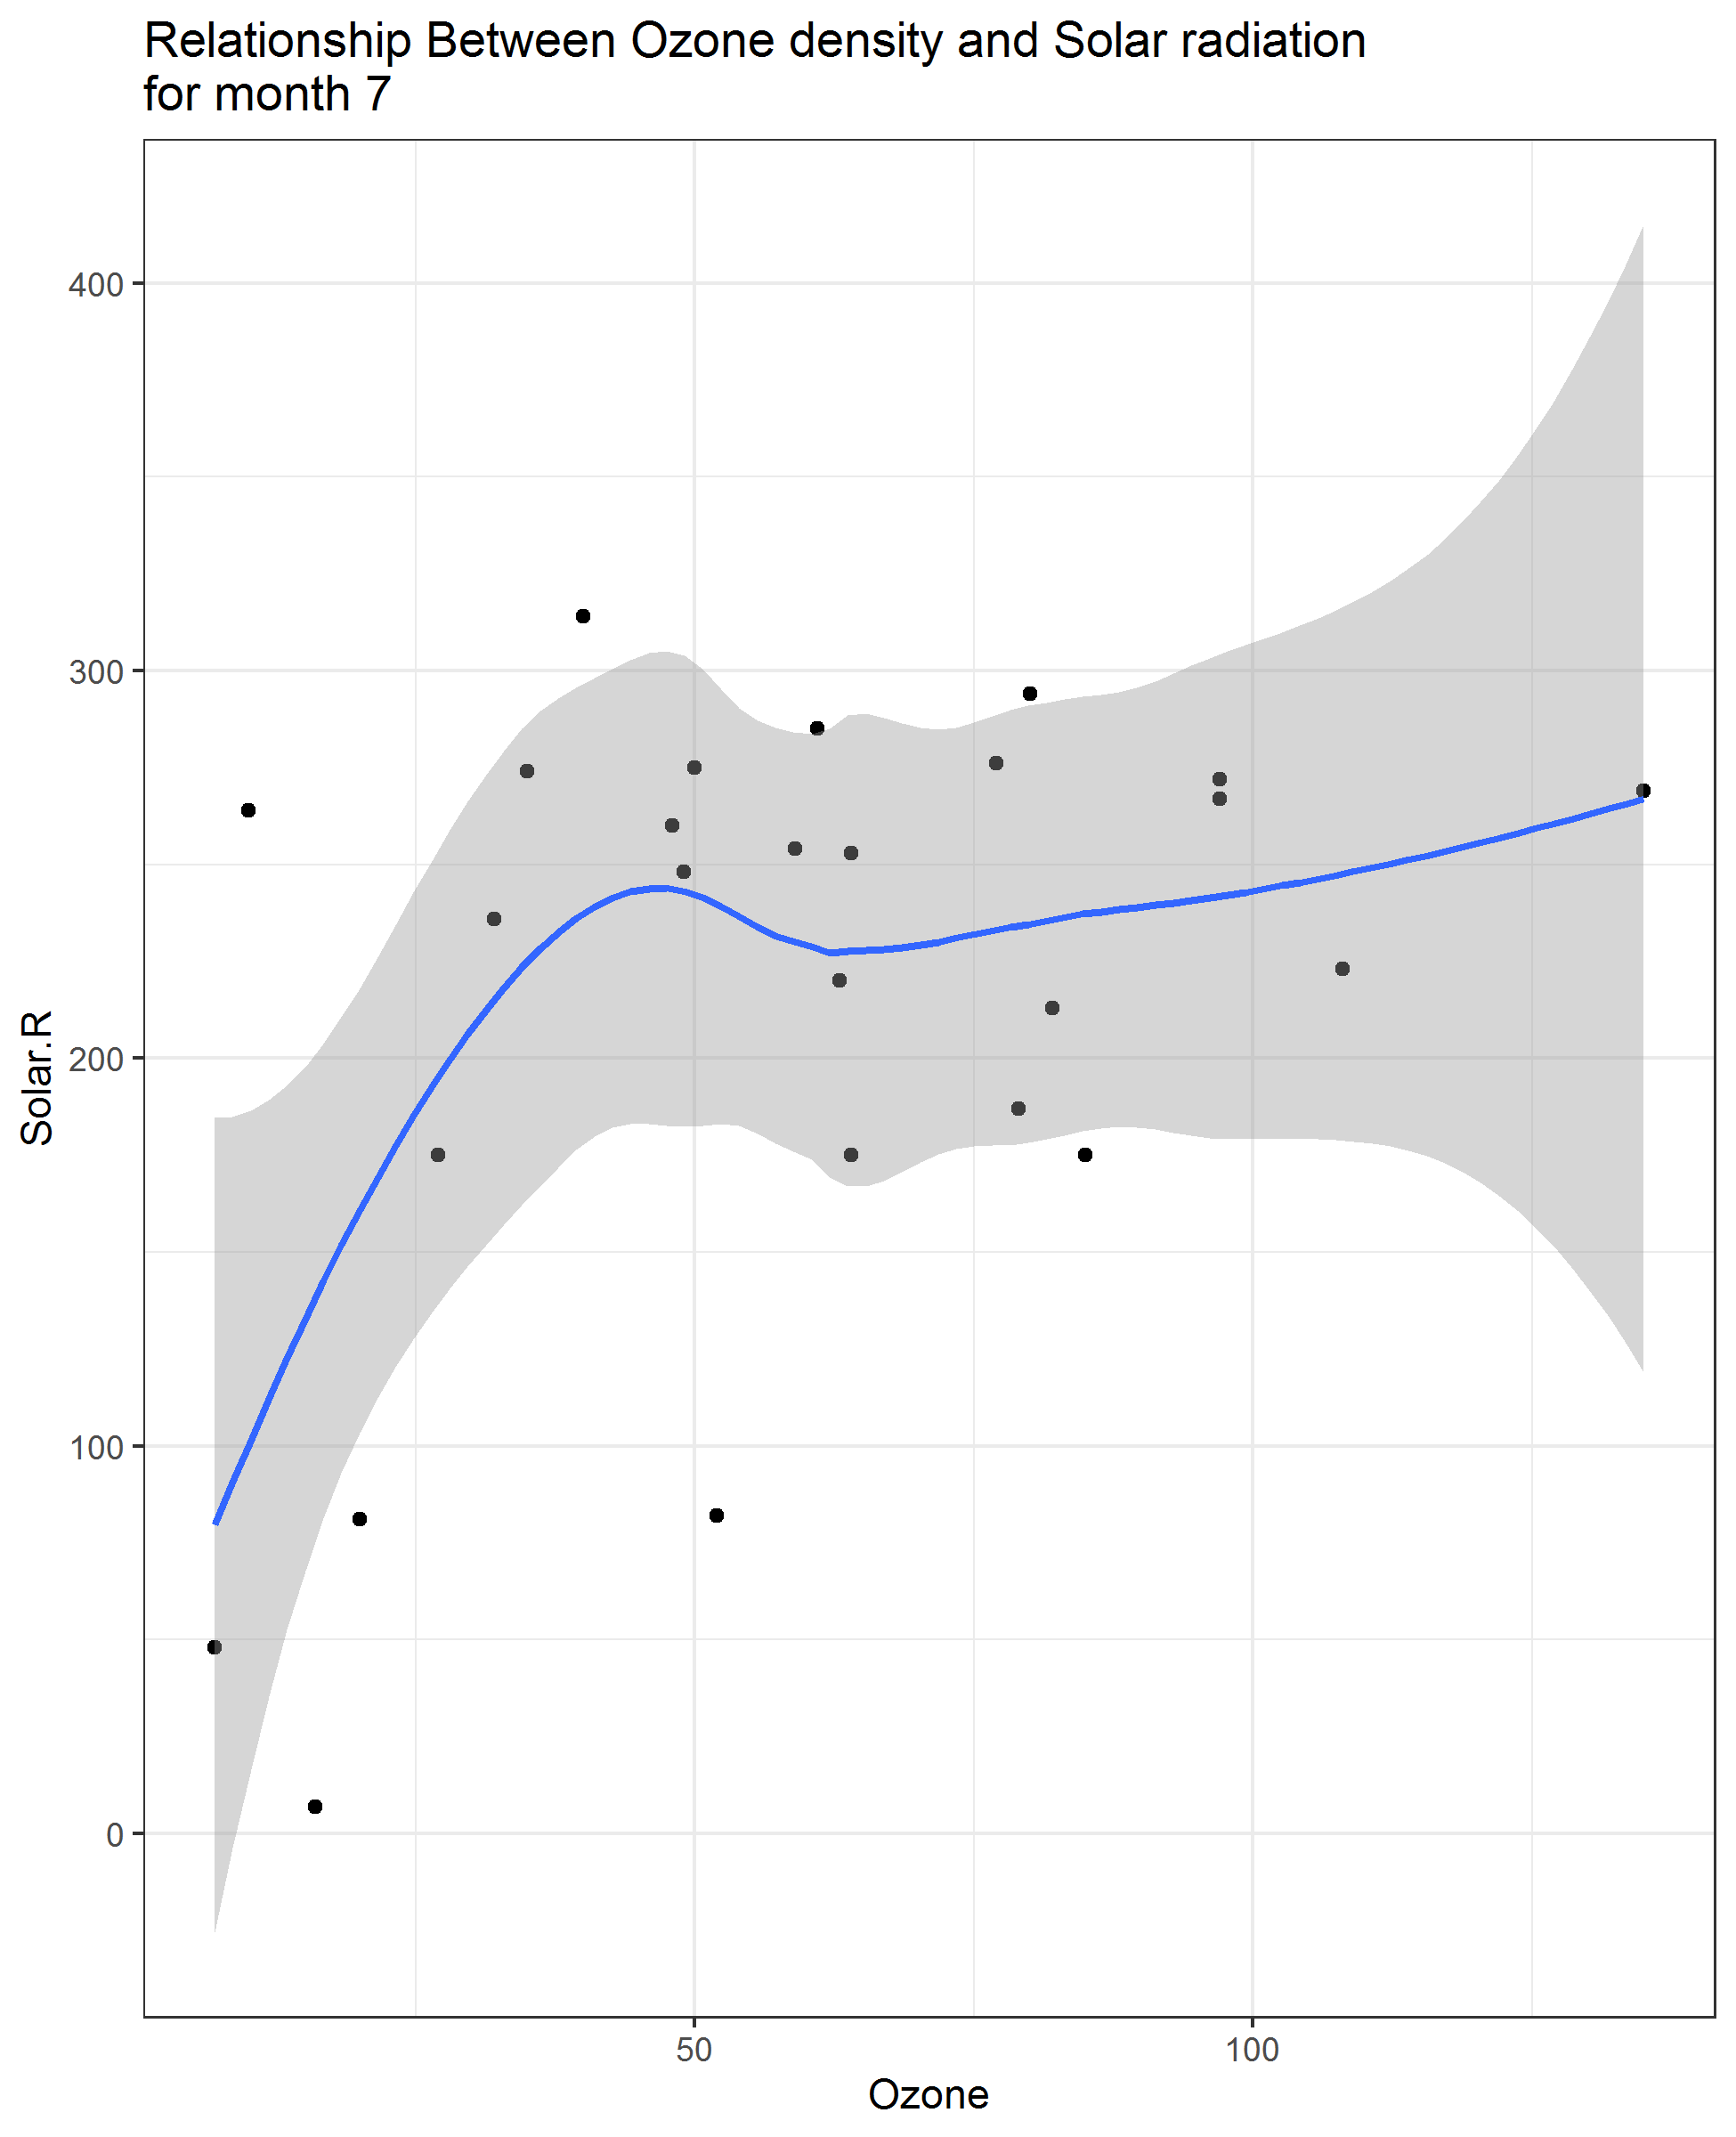 Relationship Between Ozone density and Solar radiation
for month 7
400
300
200
100
0
Solar.R
50
100
Ozone